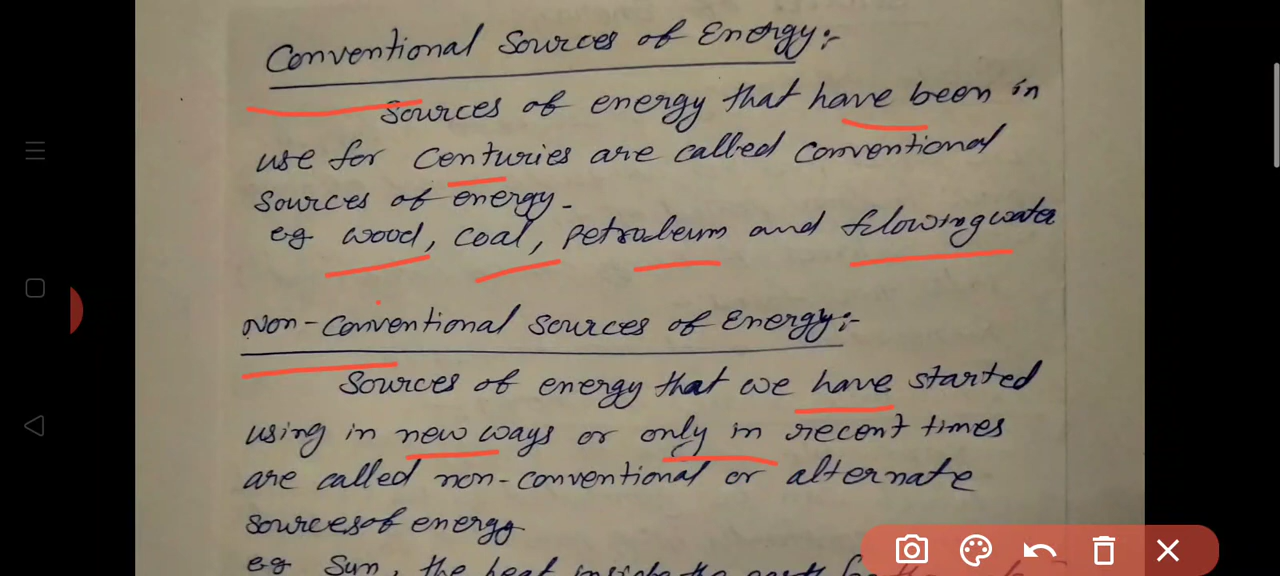 Conventional Sources of Energy:-
Sources of energy that have been in
use for centuries are called conventional
sources of energy-
eg wood, coal, petroleum and flowing water
Non-Conventional Sources of Energy:-
Sources of energy that we have started
using in new ways or only in recent times
are called non-conventional or alternate
sources of energy
eg Sun, the heat inside the earth